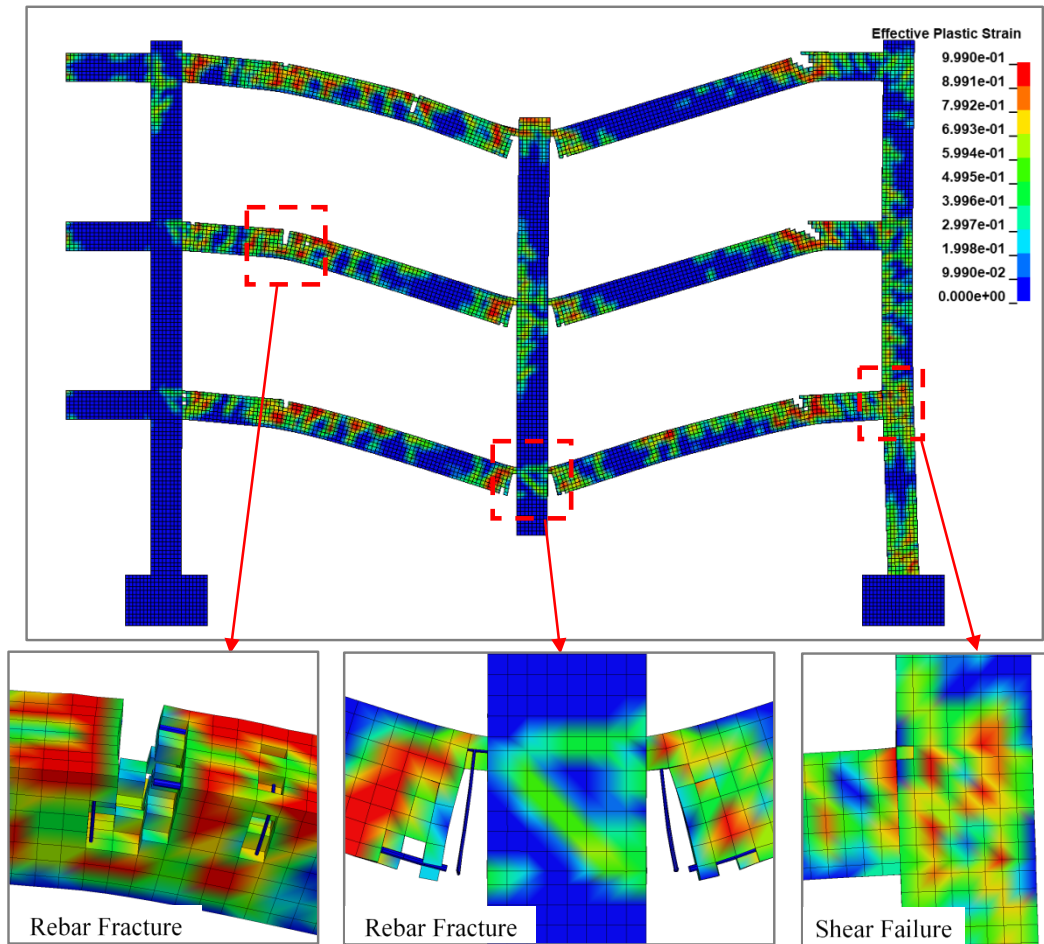 Effective Plastic Strain
9.990e-01
8.991e-01
7.992e-01
6.993e-01
5.994e-01
4.995e-01
3.996e-01
2.997e-01
1.998e-01
9.990e-02
0.000e+00
Rebar Fracture
Rebar Fracture
Shear Failure